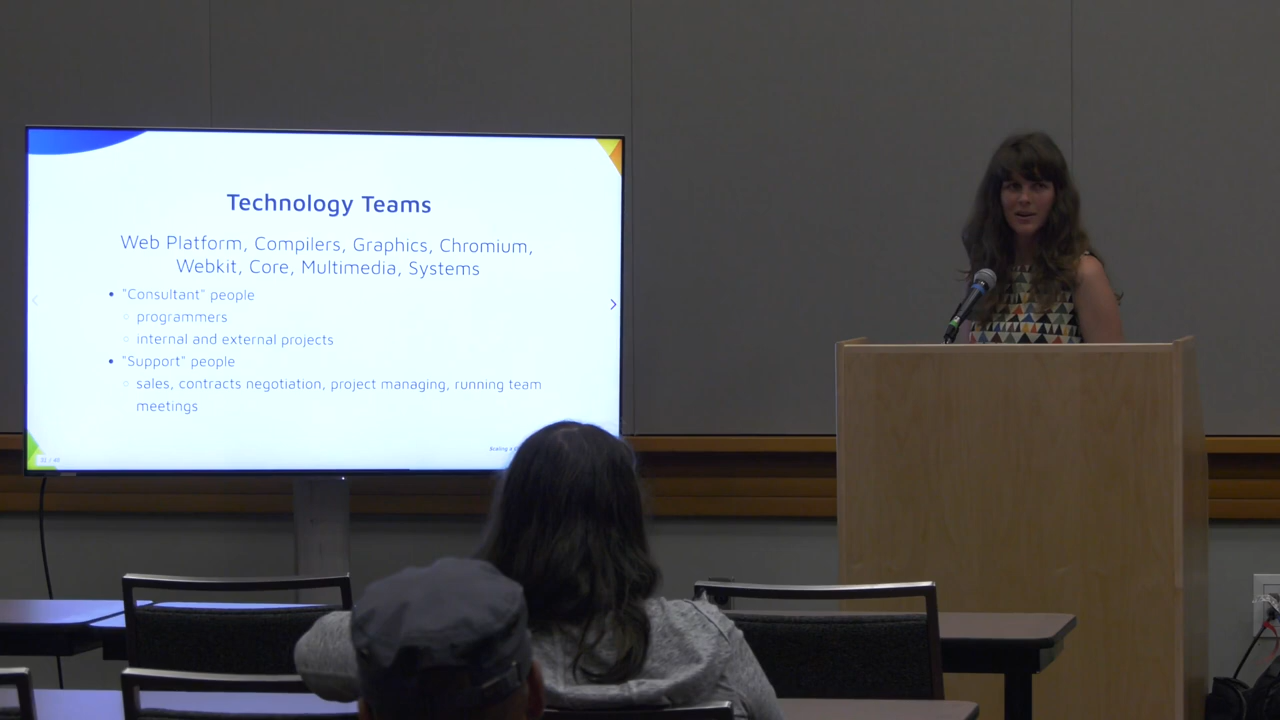 Technology Teams
Web Platform, Compilers, Graphics, Chromium,
Webkit, Core, Multimedia, Systems
• "Consultant" people
○ programmers
○ internal and external projects
• "Support" people
○ sales, contracts negotiation, project managing, running team
meetings
Scaling a